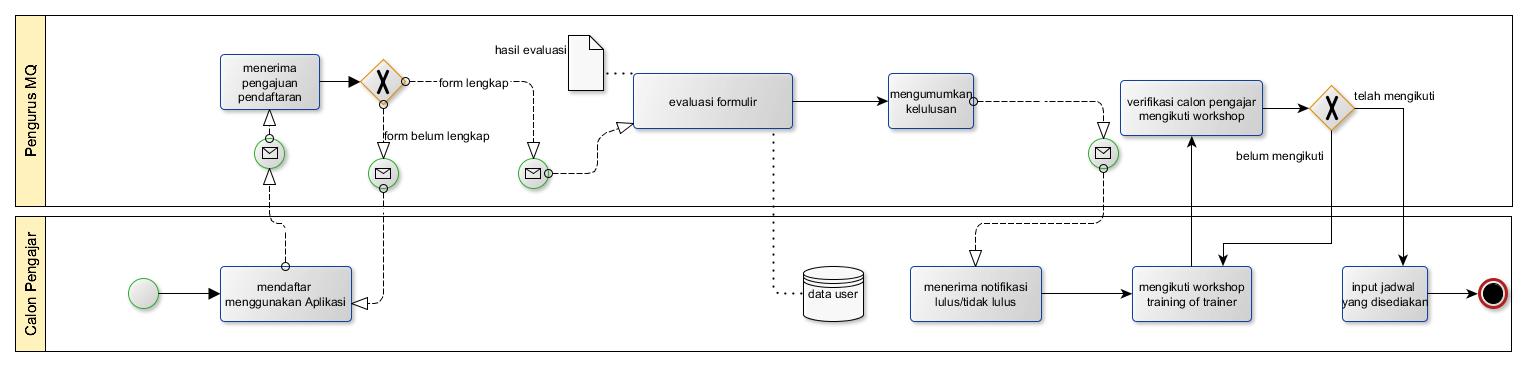 Pengurus MQ
menerima
pengajuan
pendaftaran
form lengkap
form belum lengkap
hasil evaluasi
evaluasi formulir
mengumumkan
kelulusan
verifikasi calon pengajar
mengikuti workshop
telah mengikuti
belum mengikuti
Calon Pengajar
mendaftar
menggunakan Aplikasi
data user
menerima notifikasi
lulus/tidak lulus
mengikuti workshop
training of trainer
input jadwal
yang disediakan